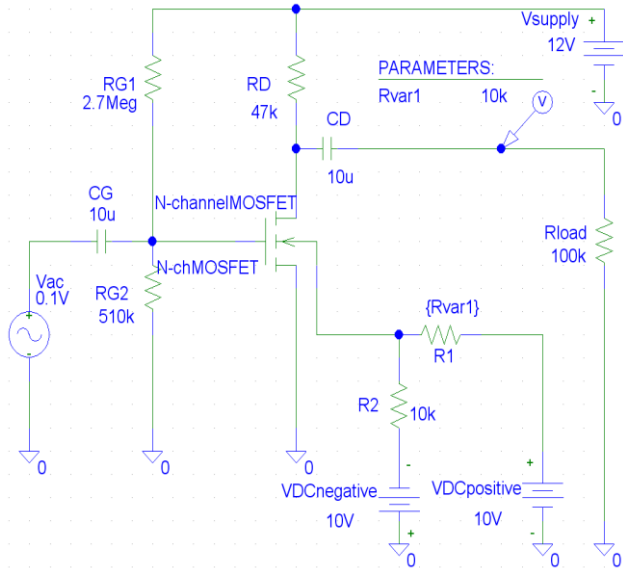 Vsupply +
12V
-
0
RG1
2.7Meg
RD
47k
PARAMETERS:
Rvar1 10k
V
CD
10u
CG
10u
N-channelMOSFET
N-chMOSFET
Rload
100k
Vac
0.1V
+
-
RG2
510k
{Rvar1}
R1
R2
10k
0
0
0
-
VDCnegative
10V
+
0
+
VDCpositive
10V
-
0
0